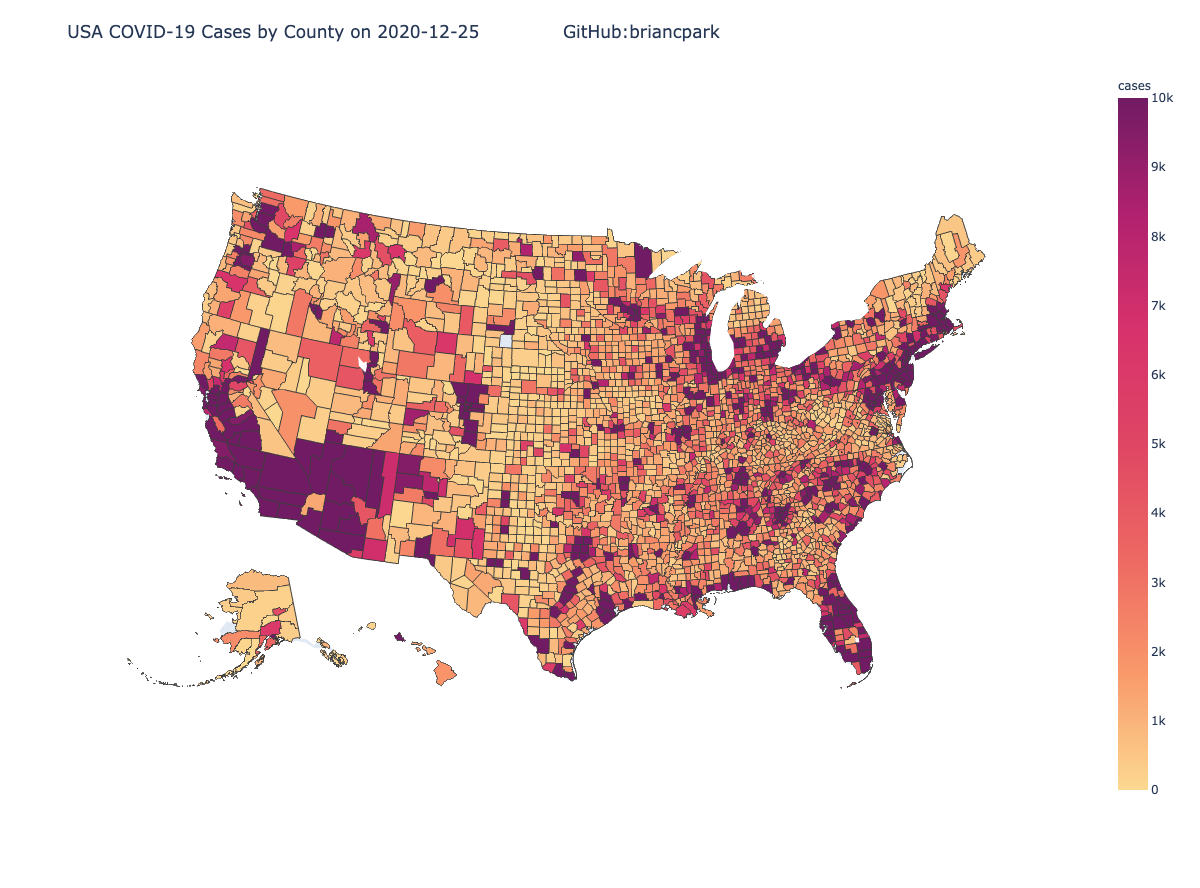 USA COVID-19 Cases by County on 2020-12-25 GitHub:briancpark
cases
10k
9k
8k
7k
6k
5k
4k
3k
2k
1k
0